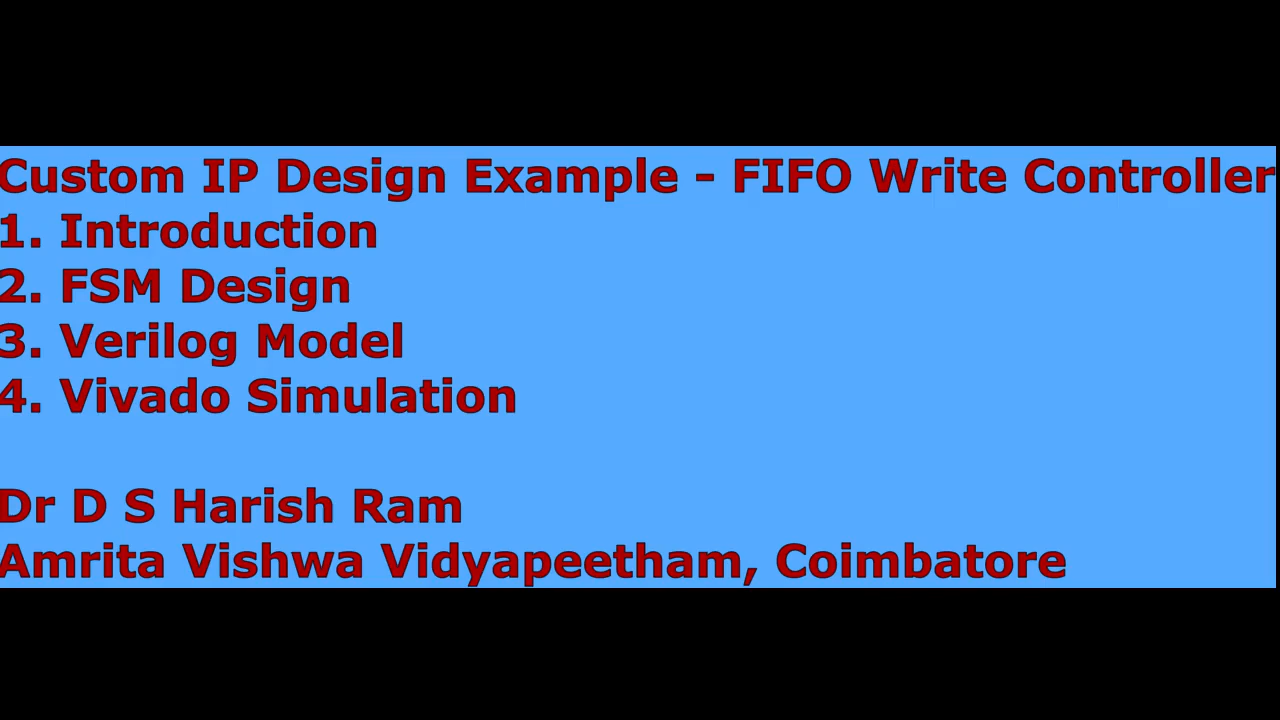 Custom IP Design Example - FIFO Write Controller
1. Introduction
2. FSM Design
3. Verilog Model
4. Vivado Simulation
Dr D S Harish Ram
Amrita Vishwa Vidyapeetham, Coimbatore